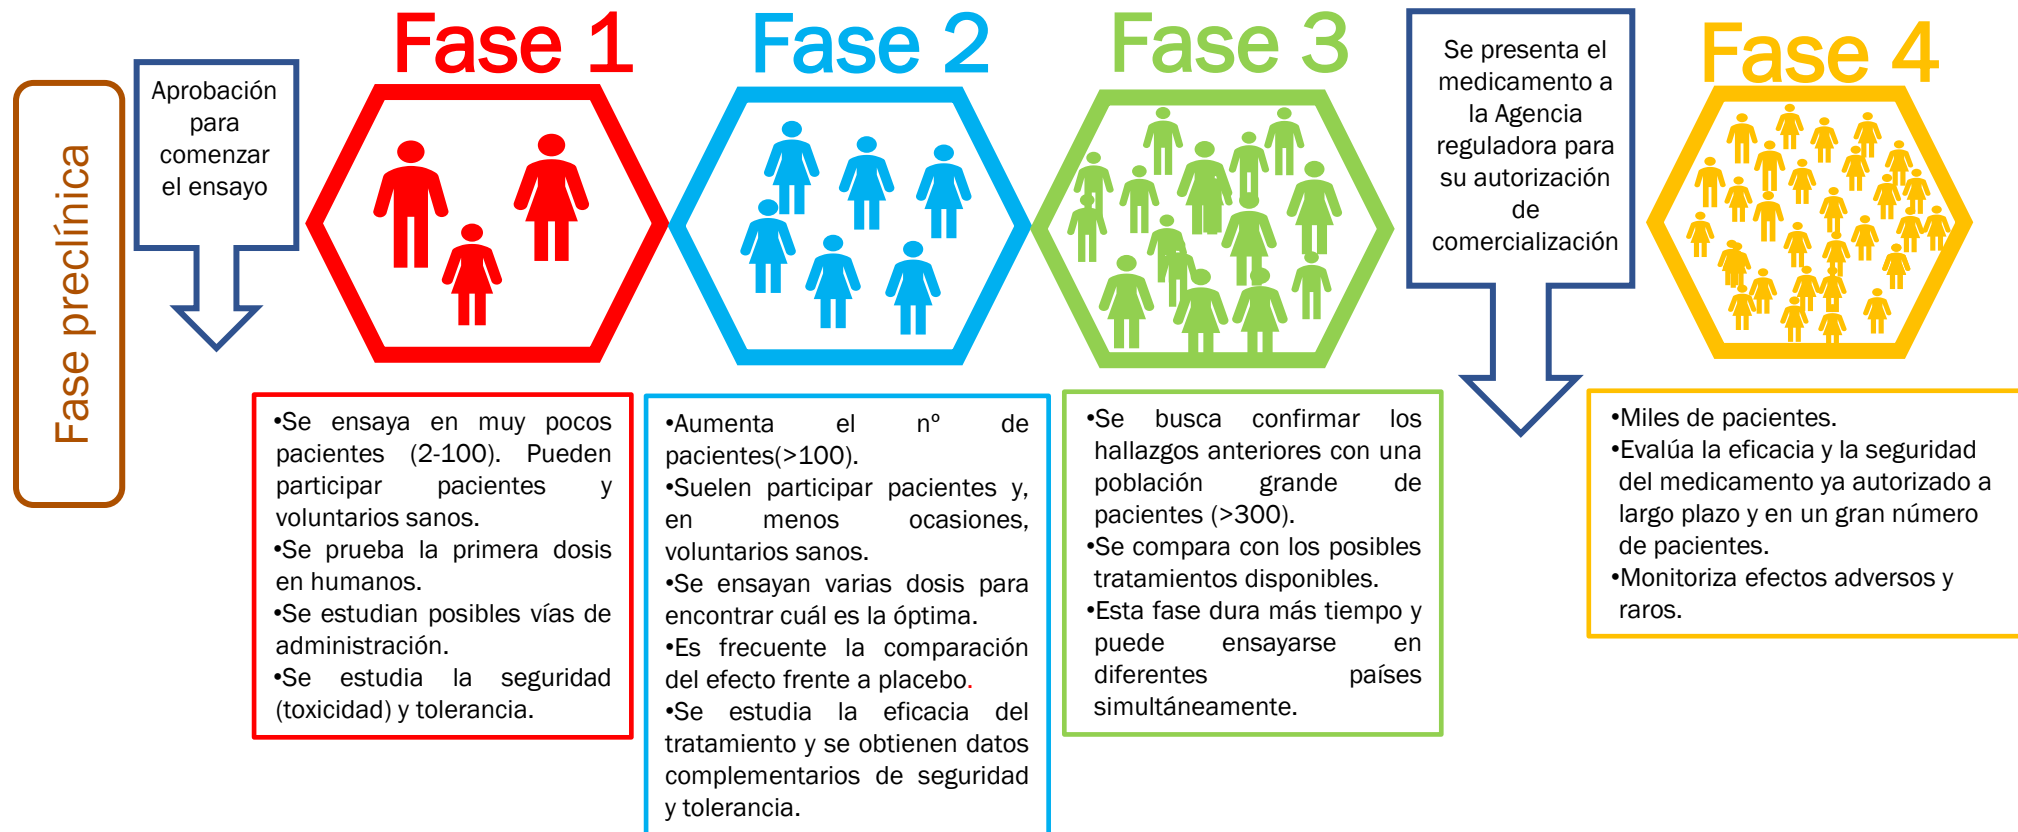 Fase preclínica
Aprobación
para
comenzar
el ensayo
Fase 1
•Se ensaya en muy pocos
pacientes (2-100). Pueden
participar pacientes y
voluntarios sanos.
•Se prueba la primera dosis
en humanos.
•Se estudian posibles vías de
administración.
•Se estudia la seguridad
(toxicidad) y tolerancia.
Fase 2
•Aumenta el nº de
pacientes(>100).
•Suelen participar pacientes y,
en menos ocasiones,
voluntarios sanos.
•Se ensayan varias dosis para
encontrar cuál es la óptima.
•Es frecuente la comparación
del efecto frente a placebo.
•Se estudia la eficacia del
tratamiento y se obtienen datos
complementarios de seguridad
y tolerancia.
Fase 3
•Se busca confirmar los
hallazgos anteriores con una
población grande de
pacientes (>300).
•Se compara con los posibles
tratamientos disponibles.
•Esta fase dura más tiempo y
puede ensayarse en
diferentes países
simultáneamente.
Se presenta el
medicamento a
la Agencia
reguladora para
su autorización
de
comercialización
Fase 4
•Miles de pacientes.
•Evalúa la eficacia y la seguridad
del medicamento ya autorizado a
largo plazo y en un gran número
de pacientes.
•Monitoriza efectos adversos y
raros.